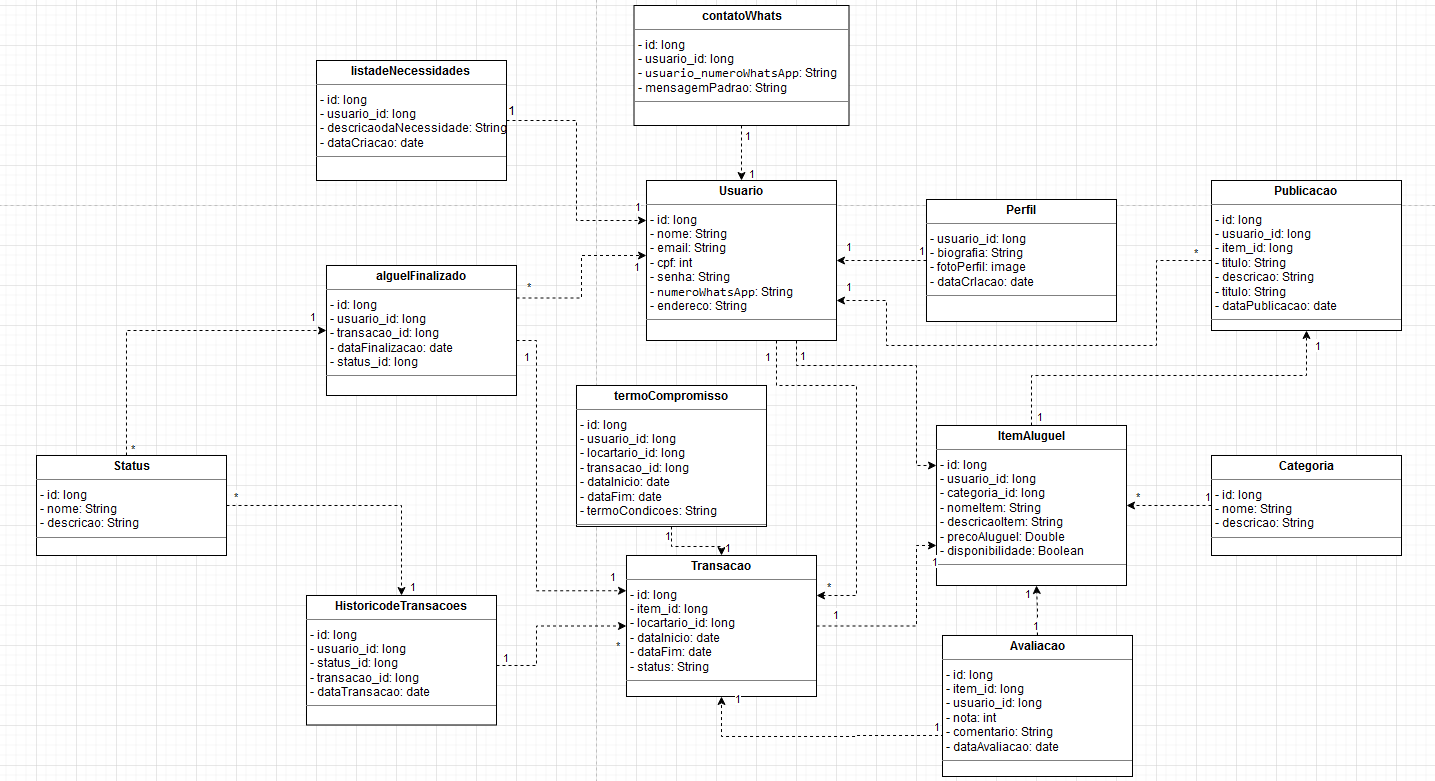 contatoWhats
- id: long
- usuario_id: long
- usuario_numeroWhatsApp: String
- mensagemPadrao: String
1
1
listadeNecessidades
- id: long
- usuario_id: long
- descricaodaNecessidade: String
- dataCriacao: date
1
1
Usuario
- id: long
- nome: String
- email: String
- cpf: int
- senha: String
- numeroWhatsApp: String
- endereco: String
1
1
1
1
1
Perfil
- usuario_id: long
- biografia: String
- fotoPerfil: image
- dataCrIacao: date
1
Publicacao
- id: long
- usuario_id: long
- item_id: long
- titulo: String
- descricao: String
- titulo: String
- dataPublicacao: date
*
1
alguelFinalizado
- id: long
- usuario_id: long
- transacao_id: long
- dataFinalizacao: date
- status_id: long
*
1
1
termoCompromisso
- id: long
- usuario_id: long
- locartario_id: long
- transacao_id: long
- dataInicio: date
- dataFim: date
- termoCondicoes: String
1
1
ItemAluguel
- id: long
- usuario_id: long
- categoria_id: long
- nomeItem: String
- descricaoItem: String
- precoAluguel: Double
- disponibilidade: Boolean
1
*
1
1
Categoria
- id: long
- nome: String
- descricao: String
1
Status
- id: long
- nome: String
- descricao: String
*
*
Transacao
- id: long
- item_id: long
- locartario_id: long
- dataInicio: date
- dataFim: date
- status: String
1
*
*
1
1
HistoricodeTransacoes
- id: long
- usuario_id: long
- status_id: long
- transacao_id: long
- dataTransacao: date
1
1
Avaliacao
- id: long
- item_id: long
- usuario_id: long
- nota: int
- comentario: String
- dataAvaliacao: date
1
1